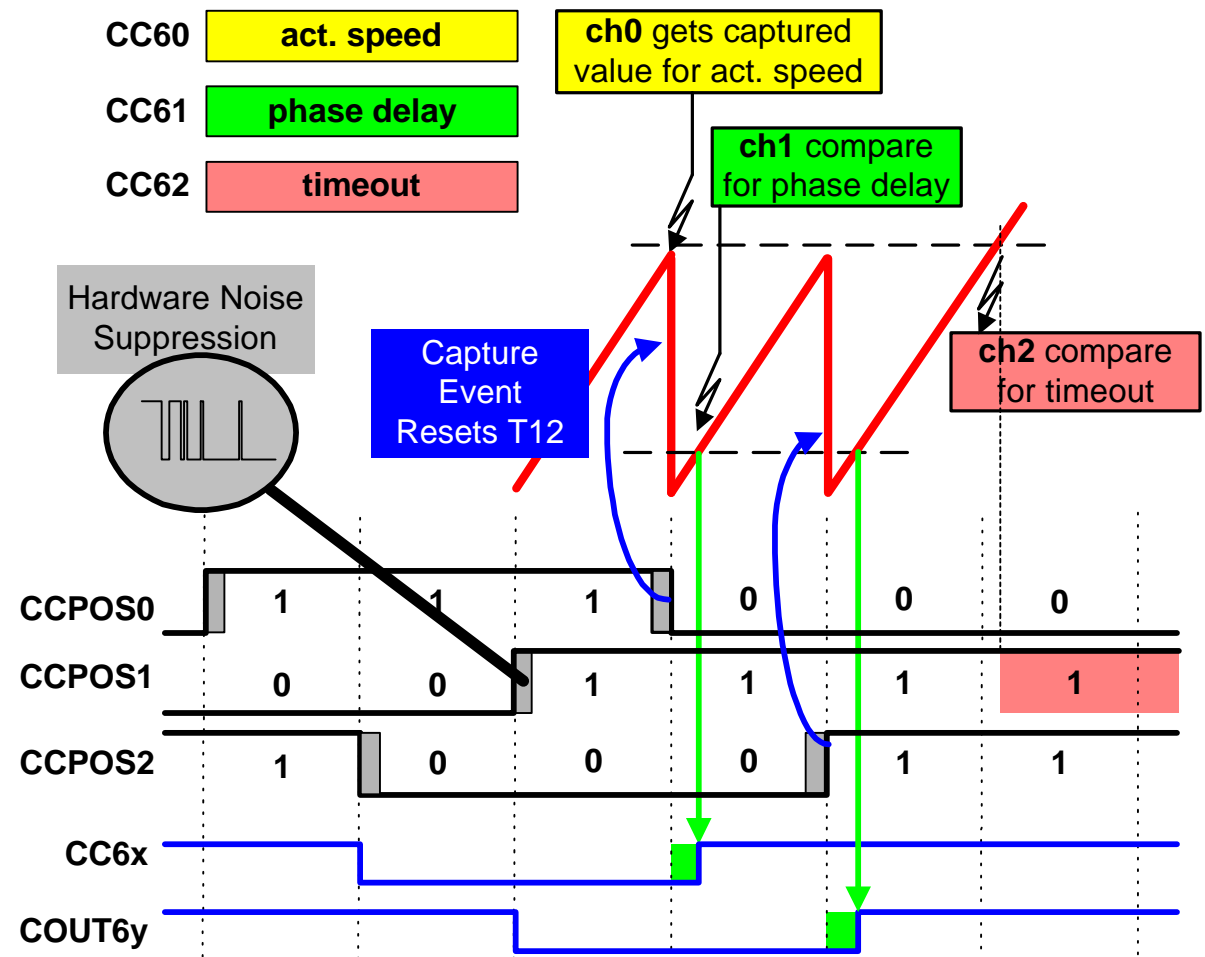 CC60 act. speed
CC61 phase delay
CC62 timeout
ch0 gets captured
value for act. speed
ch1 compare
for phase delay
Hardware Noise
Suppression
Capture
Event
Resets T12
ch2 compare
for timeout
CCPOS0 1 1 1 0 0 0
CCPOS1 0 0 1 1 1 1
CCPOS2 1 0 0 0 1 1
CC6x
COUT6y